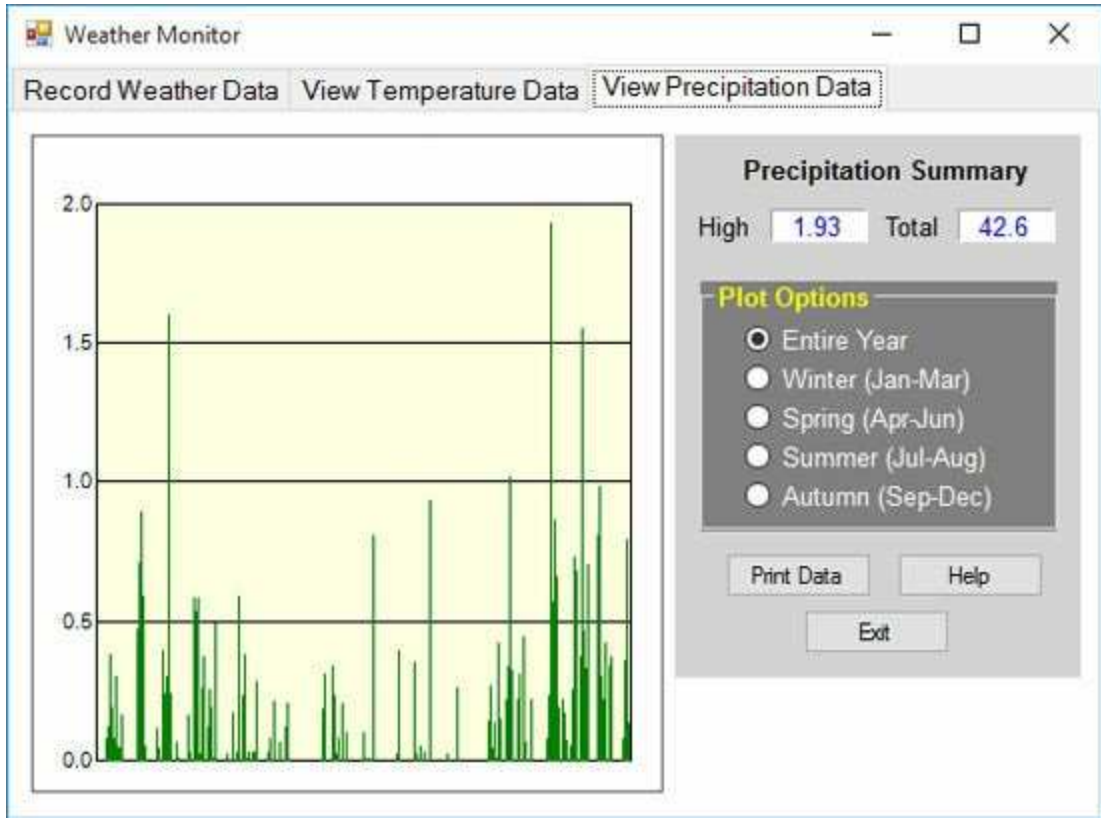 Weather Monitor
Record Weather Data View Temperature Data View Precipitation Data
2.0
1.5
1.0
0.5
0.0
Precipitation Summary
High 1.93 Total 42.6
Plot Options
Entire Year
Winter (Jan-Mar)
Spring (Apr-Jun)
Summer (Jul-Aug)
Autumn (Sep-Dec)
Print Data Help
Exit